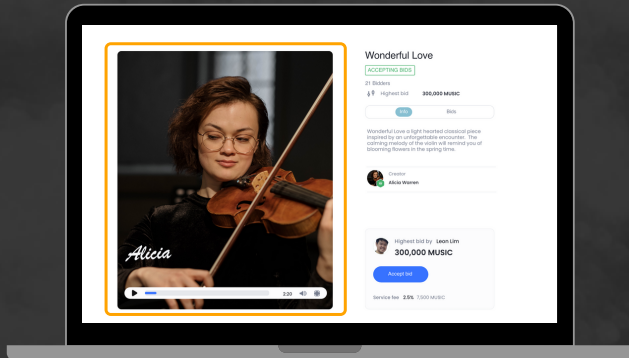 Wonderful Love
ACCEPTING BIDS
21 Bidders
Highest bid 300,000 MUSIC
Info Bids
Wonderful Love a light hearted classical piece
inspired by an unforgettable encounter. The
calming melody of the violin will remind you of
blooming flowers in the spring time.
Creator
Alicia Warren
Alicia
2:20
Highest bid by Leon Lim
300,000 MUSIC
Accept bid
Service fee 2.5% 7,500 MUSIC